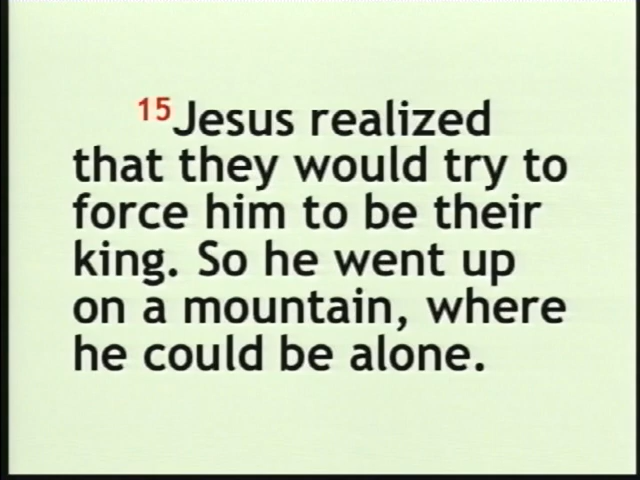 15Jesus realized
that they would try to
force him to be their
king. So he went up
on a mountain, where
he could be alone.